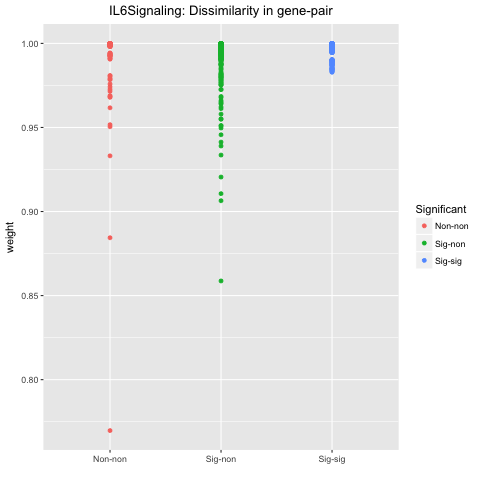 IL6Signaling: Dissimilarity in gene-pair
1.00
0.95
0.90
0.85
0.80
weight
Non-non
Sig-non
Sig-sig
Significant
Non-non
Sig-non
Sig-sig